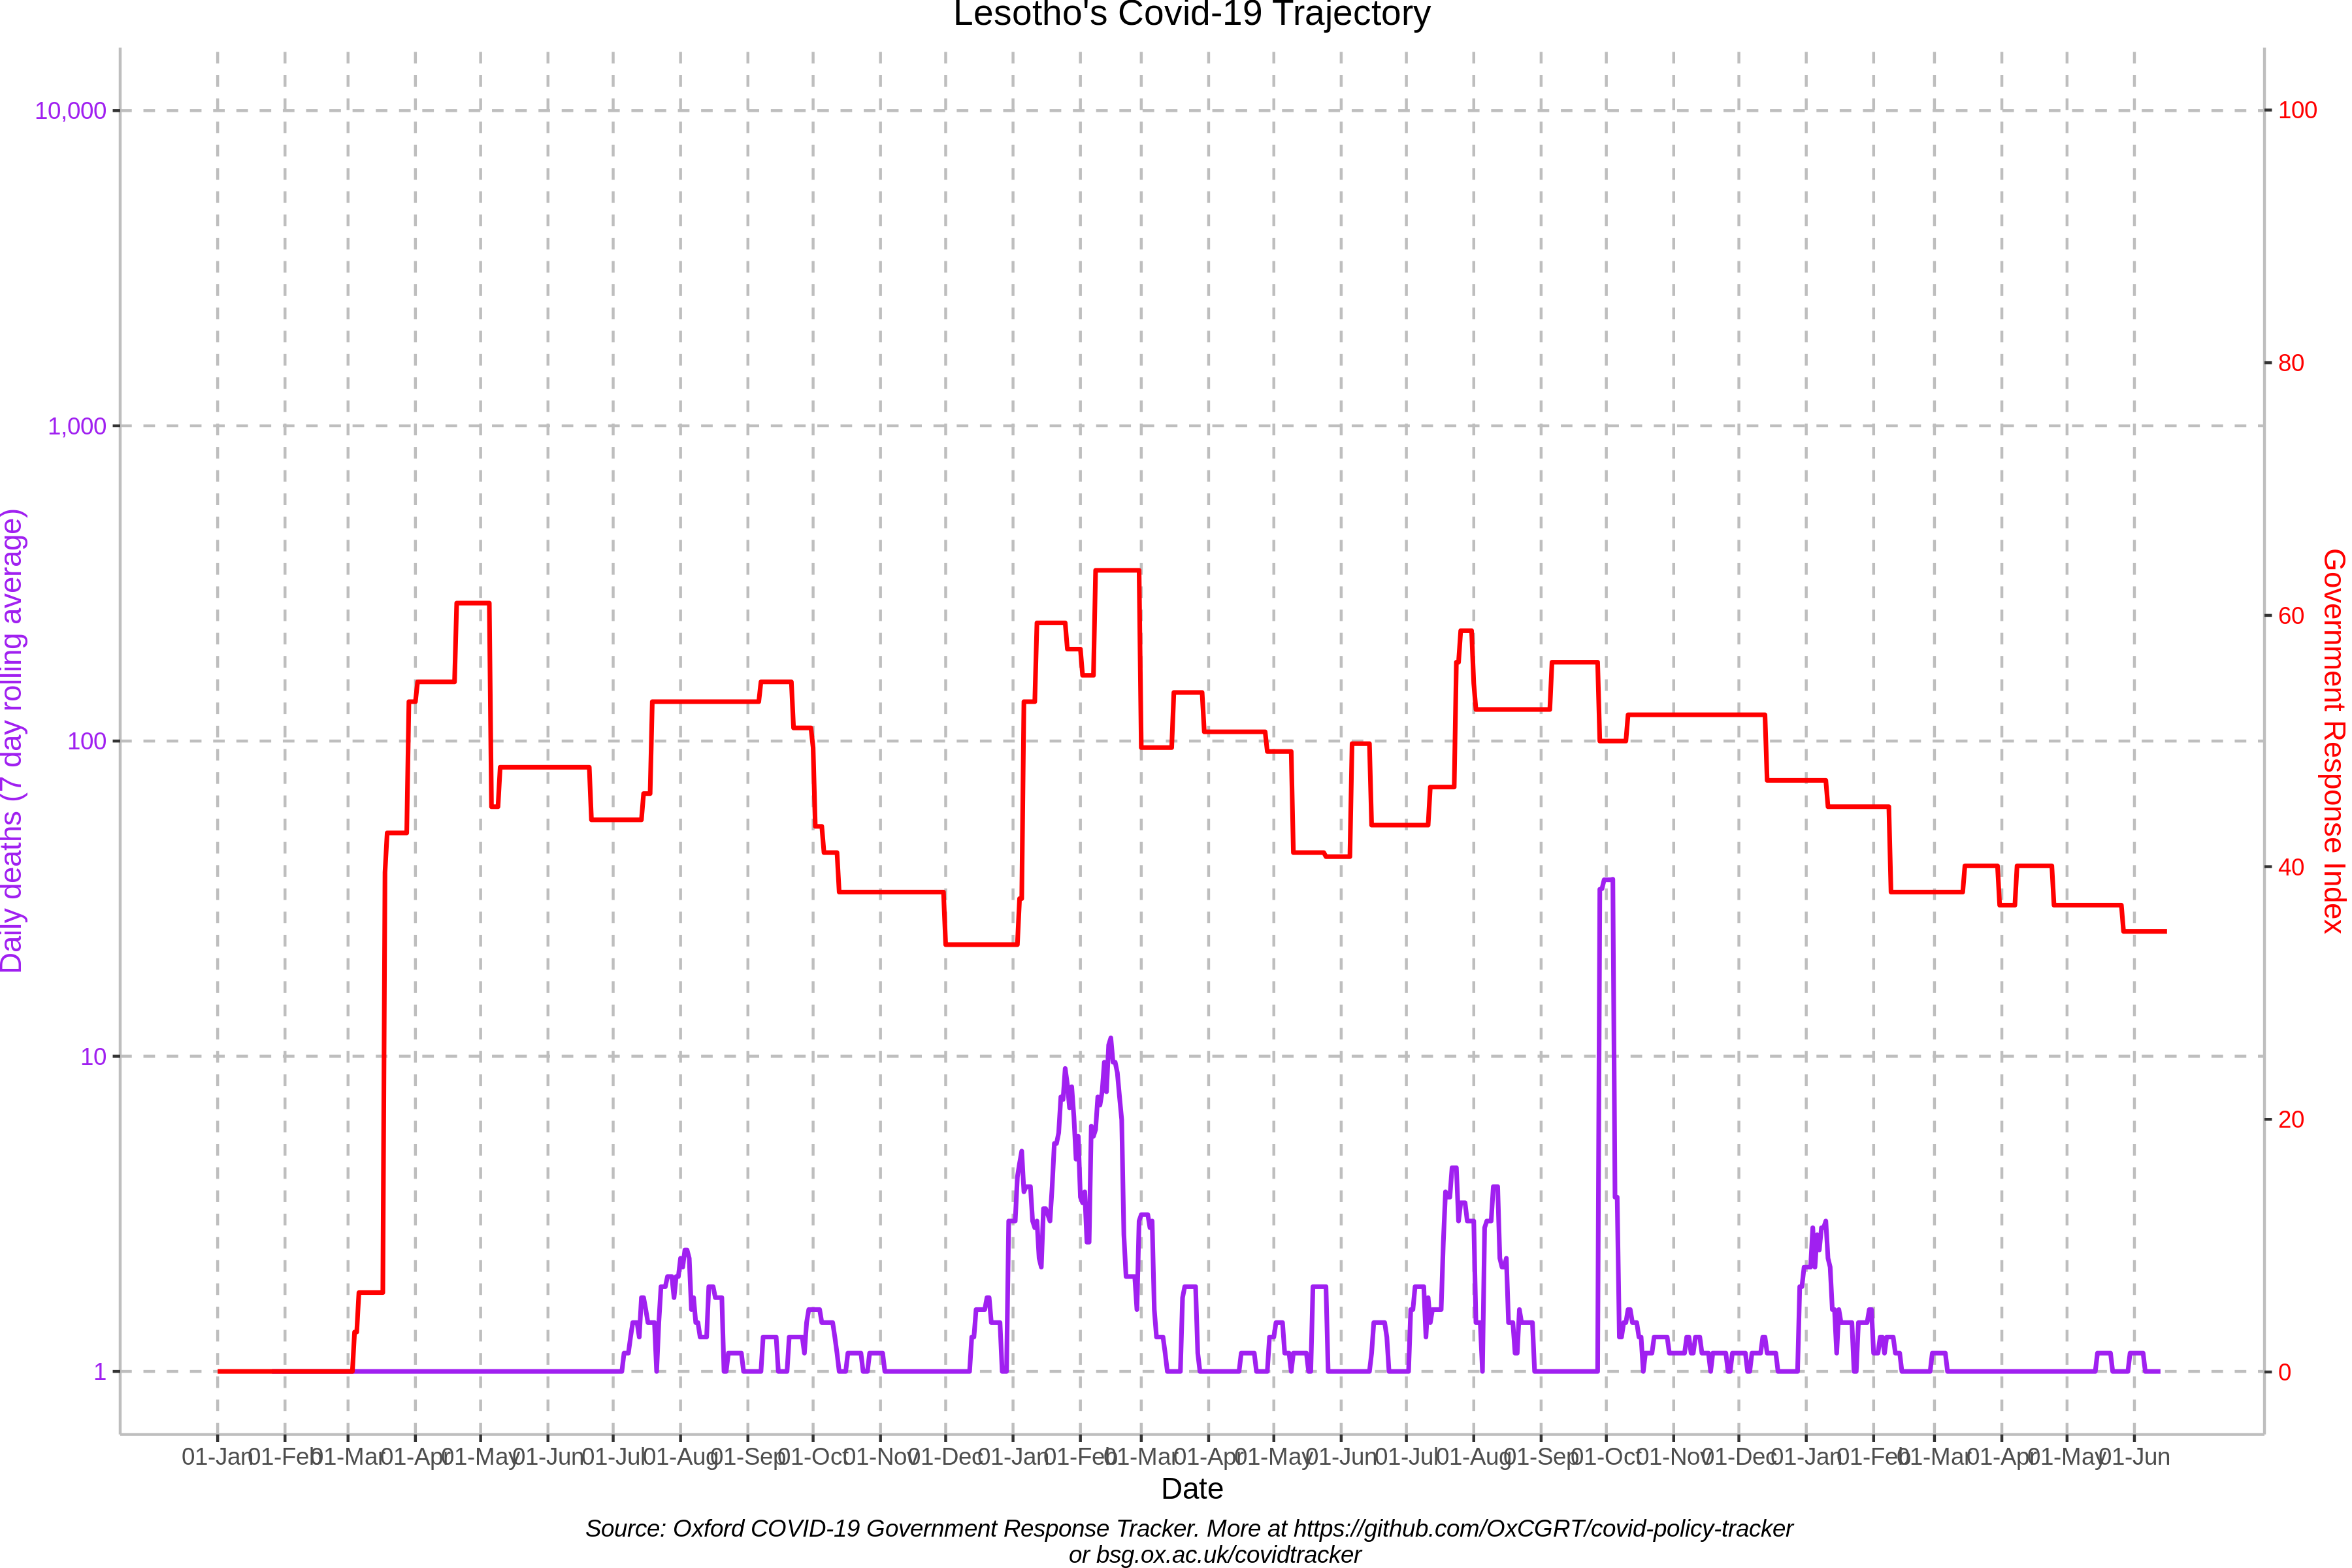 Lesotho's Covid-19 Trajectory
10,000
1,000
100
10
1
Daily deaths (7 day rolling average)
100
80
60
40
20
0
Government Response Index
01-Jan 01-Feb 01-Mar 01-Apr 01-May 01-Jun 01-Jul 01-Aug 01-Sep 01-Oct 01-Nov 01-Dec 01-Jan 01-Feb 01-Mar 01-Apr 01-May 01-Jun 01-Jul 01-Aug 01-Sep 01-Oct 01-Nov 01-Dec 01-Jan 01-Feb 01-Mar 01-Apr 01-May 01-Jun
Date
Source: Oxford COVID-19 Government Response Tracker. More at https://github.com/OxCGRT/covid-policy-tracker
or bsg.ox.ac.uk/covidtracker